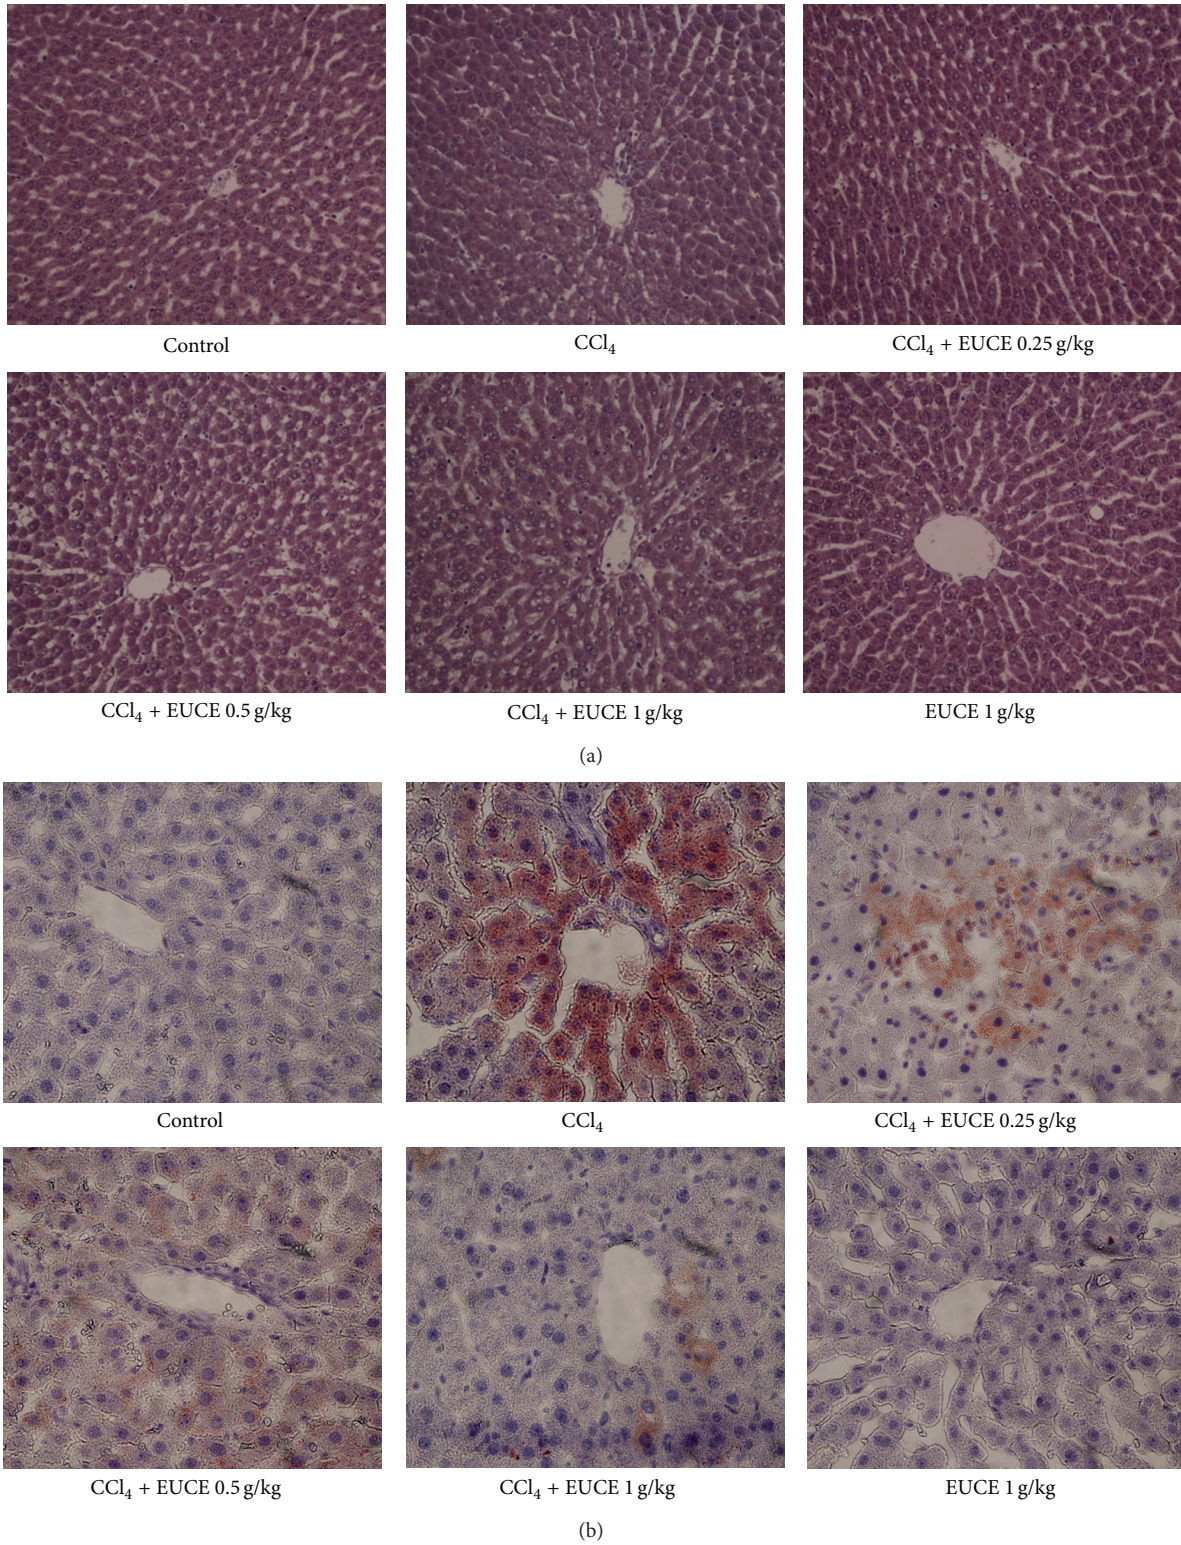 Control
CCl₄
CCl₄ + EUCE 0.25 g/kg
CCl₄ + EUCE 0.5 g/kg
CCl₄ + EUCE 1 g/kg
EUCE 1 g/kg
(a)
Control
CCl₄
CCl₄ + EUCE 0.25 g/kg
CCl₄ + EUCE 0.5 g/kg
CCl₄ + EUCE 1 g/kg
EUCE 1 g/kg
(b)